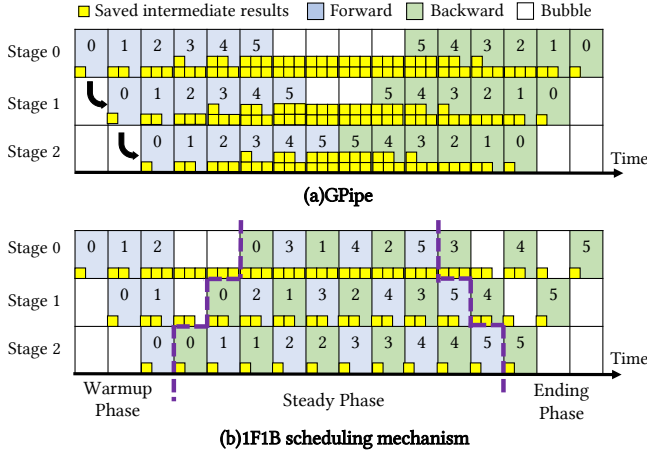 Saved intermediate results Forward Backward Bubble
Stage 0 0 1 2 3 4 5 5 4 3 2 1 0
Stage 1 0 1 2 3 4 5 5 4 3 2 1 0
Stage 2 0 1 2 3 4 5 5 4 3 2 1 0
Time
(a)GPipe
Stage 0 0 1 2 0 3 1 4 2 5 3 4 5
Stage 1 0 1 0 2 1 3 2 4 3 5 4 5
Stage 2 0 0 1 1 2 2 3 3 4 4 5 5
Time
Warmup Phase
Steady Phase
Ending Phase
(b)1F1B scheduling mechanism